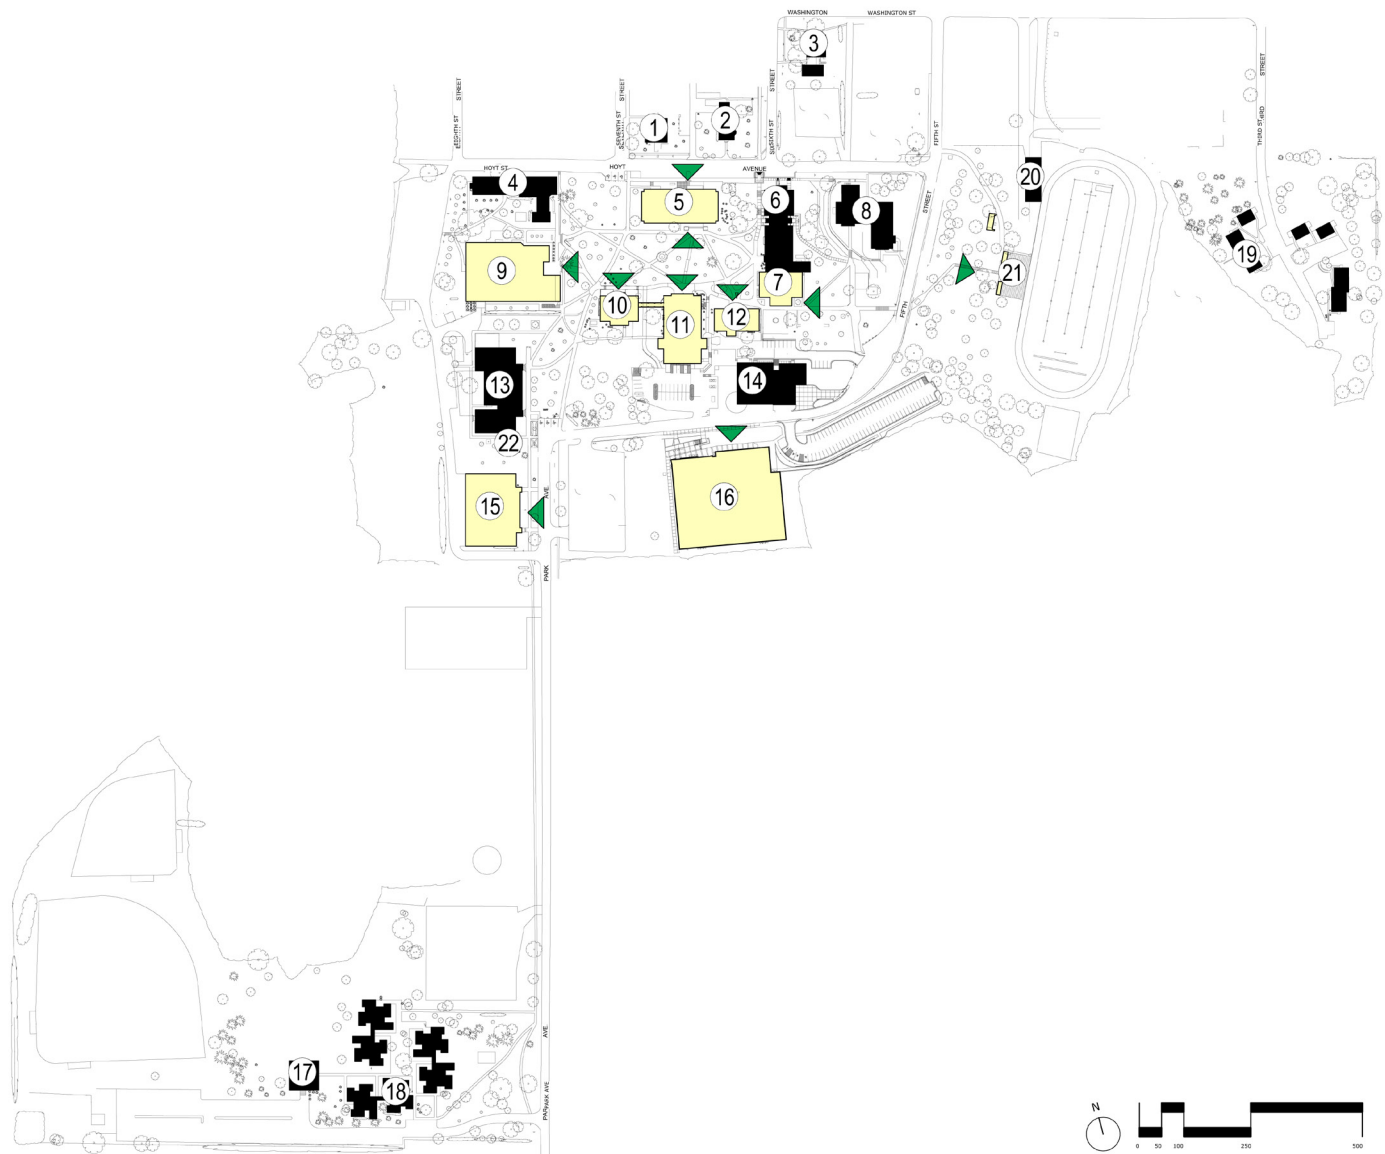 WASHINGTON
WASHINGTON ST
3
STREET
STREET
STREET
STREET
2
1
EIGHTH ST
SEVENTH ST
SIXTH ST
FIFTH ST
THIRD ST
HOYT ST
HOYT
AVENUE
20
4
5
6
8
STREET
9
7
21
19
10
11
12
FIFTH
13
14
22
15
16
AVE.
PARK
AVE.
17
18
PARK AVE.
N
0
50
100
250
500